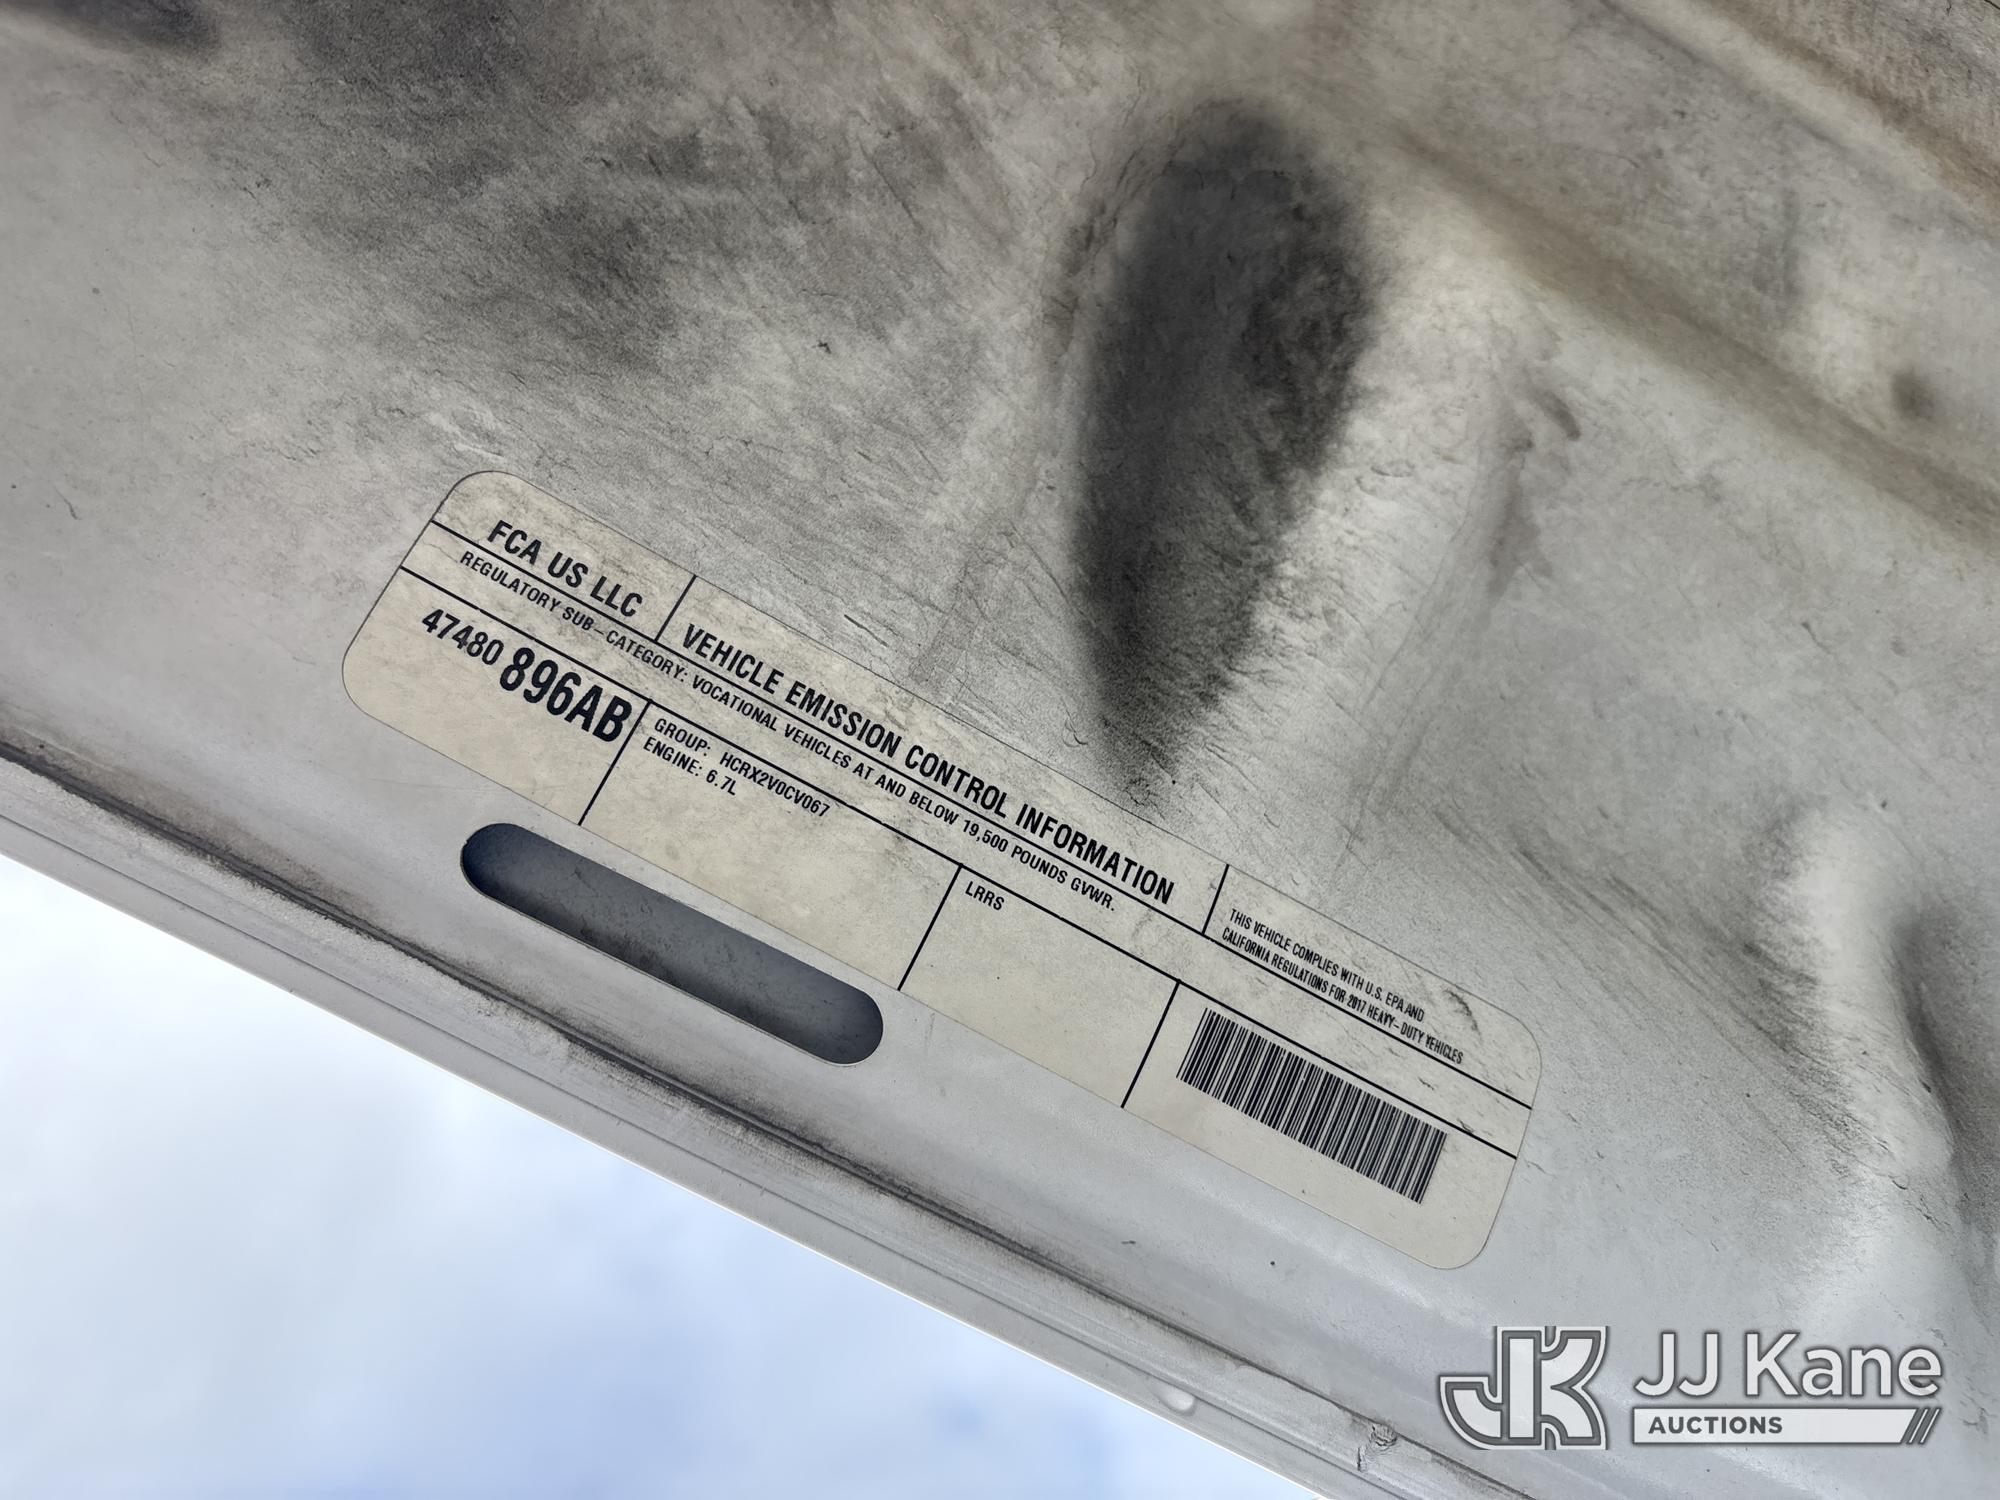 FCA US LLC
VEHICLE EMISSION CONTROL INFORMATION
THIS VEHICLE COMPLIES WITH U.S. EPA AND
CALIFORNIA REGULATIONS FOR 2017 HEAVY-DUTY VEHICLES
REGULATORY SUB-CATEGORY: VOCATIONAL VEHICLES AT AND BELOW 19,500 POUNDS GVWR.
47480 896AB
GROUP: HCRX2VOCV067
ENGINE: 6.7L
LRRS
JK
JJ Kane
AUCTIONS